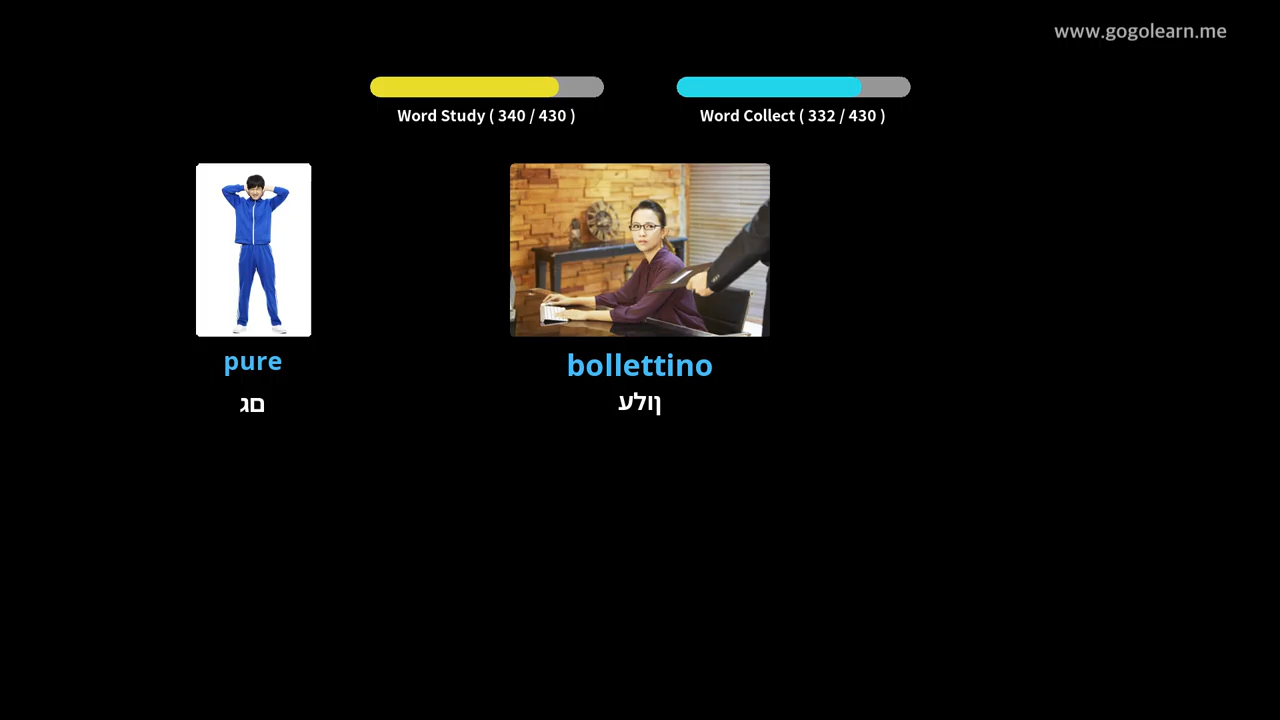 www.gogolearn.me
Word Study ( 340 / 430 )
Word Collect ( 332 / 430 )
pure
גם
bollettino
עלון